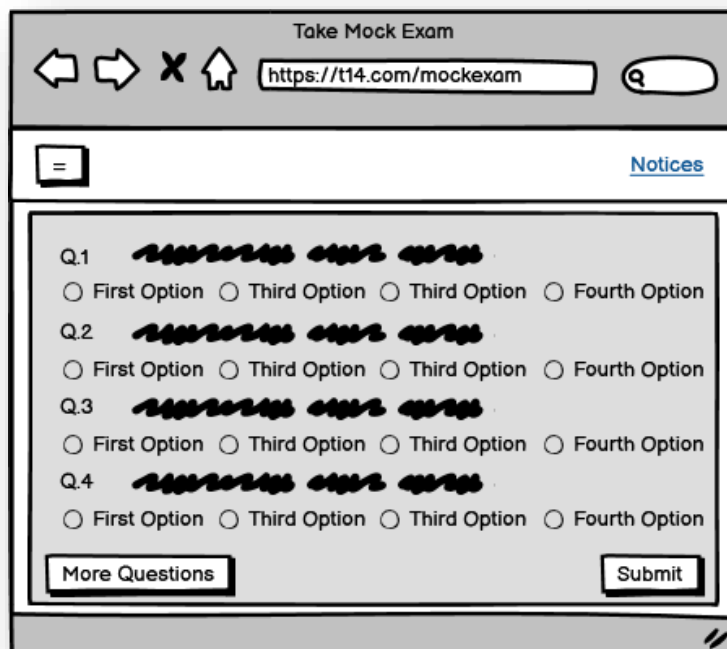 Take Mock Exam
https://t14.com/mockexam
= Notices
Q.1
First Option Third Option Third Option Fourth Option
Q.2
First Option Third Option Third Option Fourth Option
Q.3
First Option Third Option Third Option Fourth Option
Q.4
First Option Third Option Third Option Fourth Option
More Questions Submit